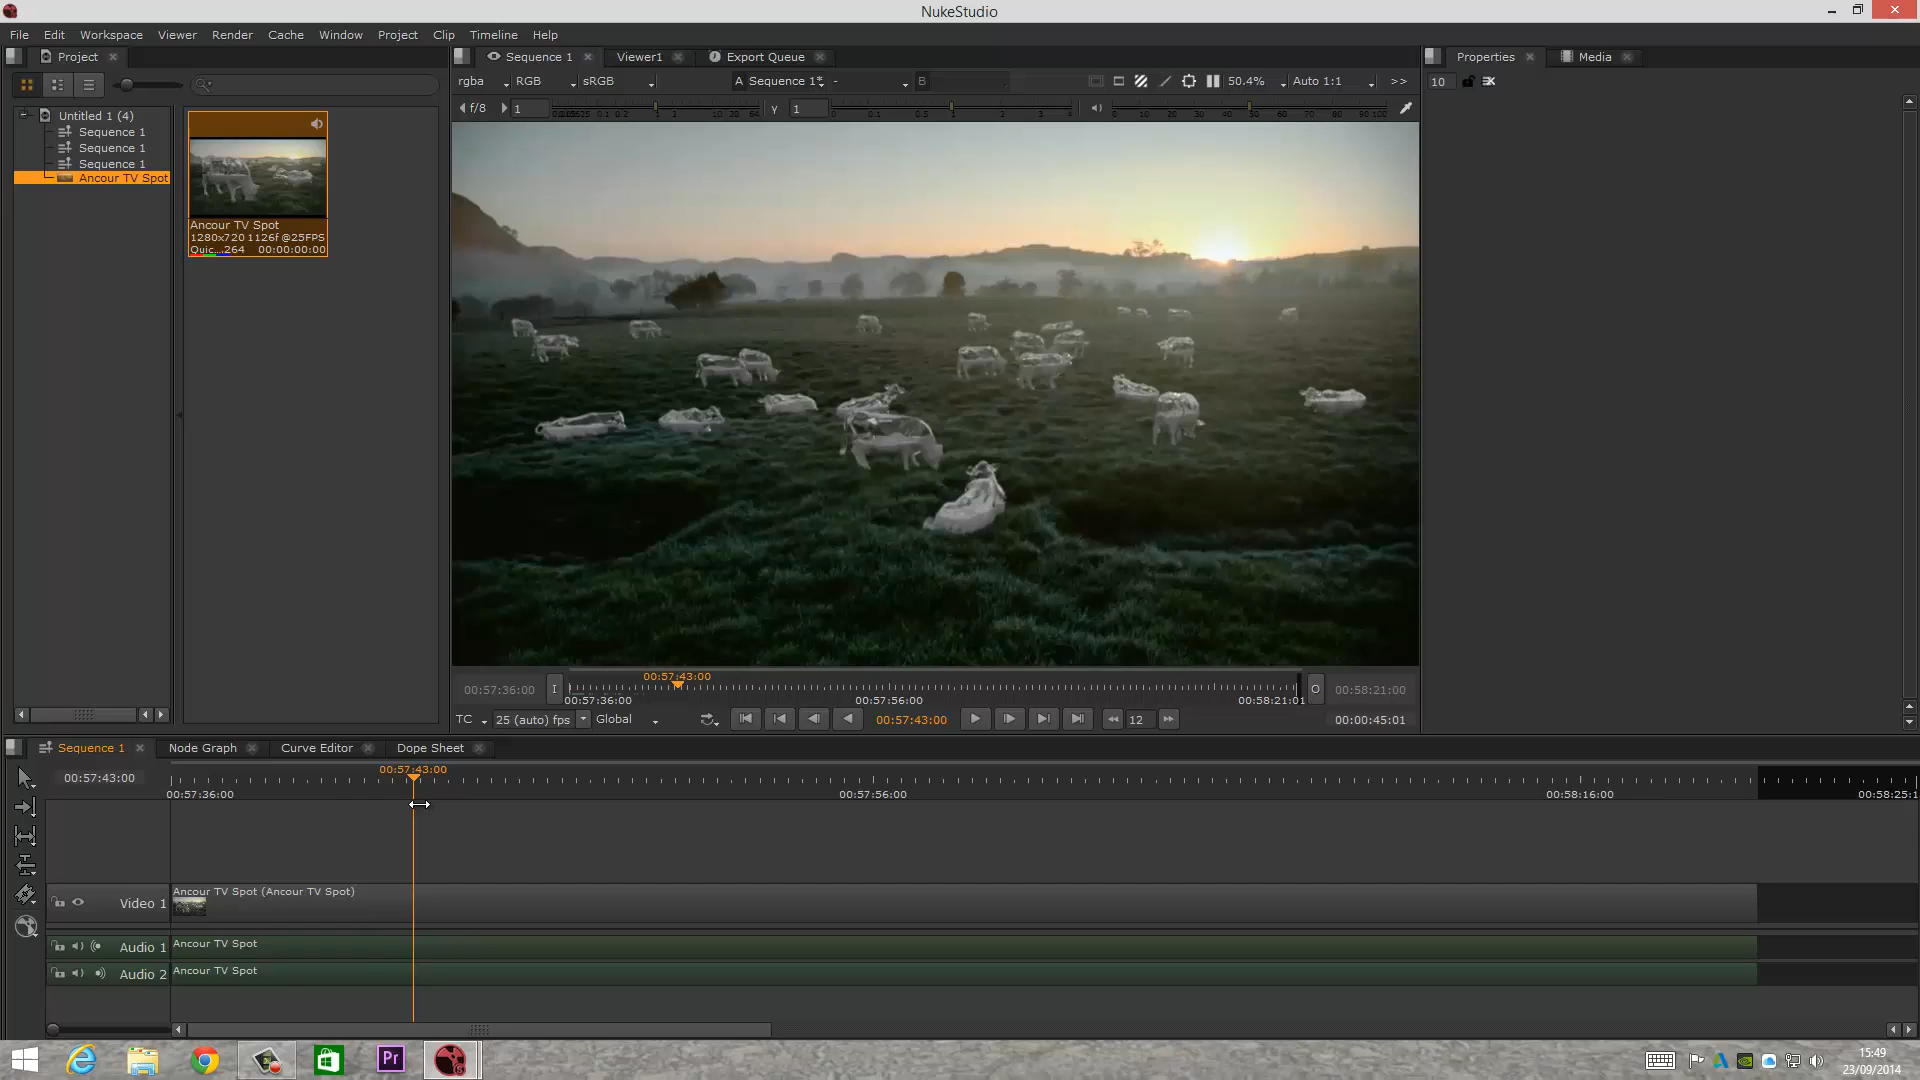 NukeStudio
File Edit Workspace Viewer Render Cache Window Project Clip Timeline Help
Project
Sequence 1 Viewer1 Export Queue
Properties Media
rgba RGB sRGB A Sequence 1* - B 50.4% Auto 1:1 >>
10
f/8 1 y 1
Untitled 1 (4)
Sequence 1
Sequence 1
Sequence 1
Ancour TV Spot
Ancour TV Spot
1280x720 1126f @25FPS
Quic...264 00:00:00:00
00:57:43:00
00:57:36:00 I O 00:58:21:00
00:57:36:00 00:57:56:00 00:58:21:01
TC 25 (auto) fps Global 00:57:43:00 12 00:00:45:01
Sequence 1 Node Graph Curve Editor Dope Sheet
00:57:43:00 00:57:43:00
00:57:36:00 00:57:56:00 00:58:16:00 00:58:25:1
Ancour TV Spot (Ancour TV Spot)
Video 1
Audio 1 Ancour TV Spot
Audio 2 Ancour TV Spot
Pr
15:49
23/09/2014